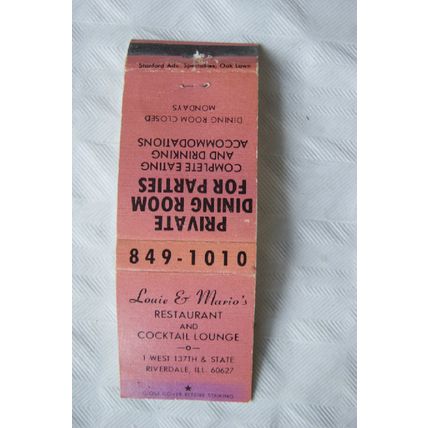 Stanford Adv. Specialties, Oak Lawn
PRIVATE
DINING ROOM
FOR PARTIES
COMPLETE EATING
AND DRINKING
ACCOMMODATIONS
DINING ROOM CLOSED
MONDAYS
849-1010
Louie & Mario's
RESTAURANT
AND
COCKTAIL LOUNGE
1 WEST 137TH & STATE
RIVERDALE, ILL. 60627
CLOSE COVER BEFORE STRIKING